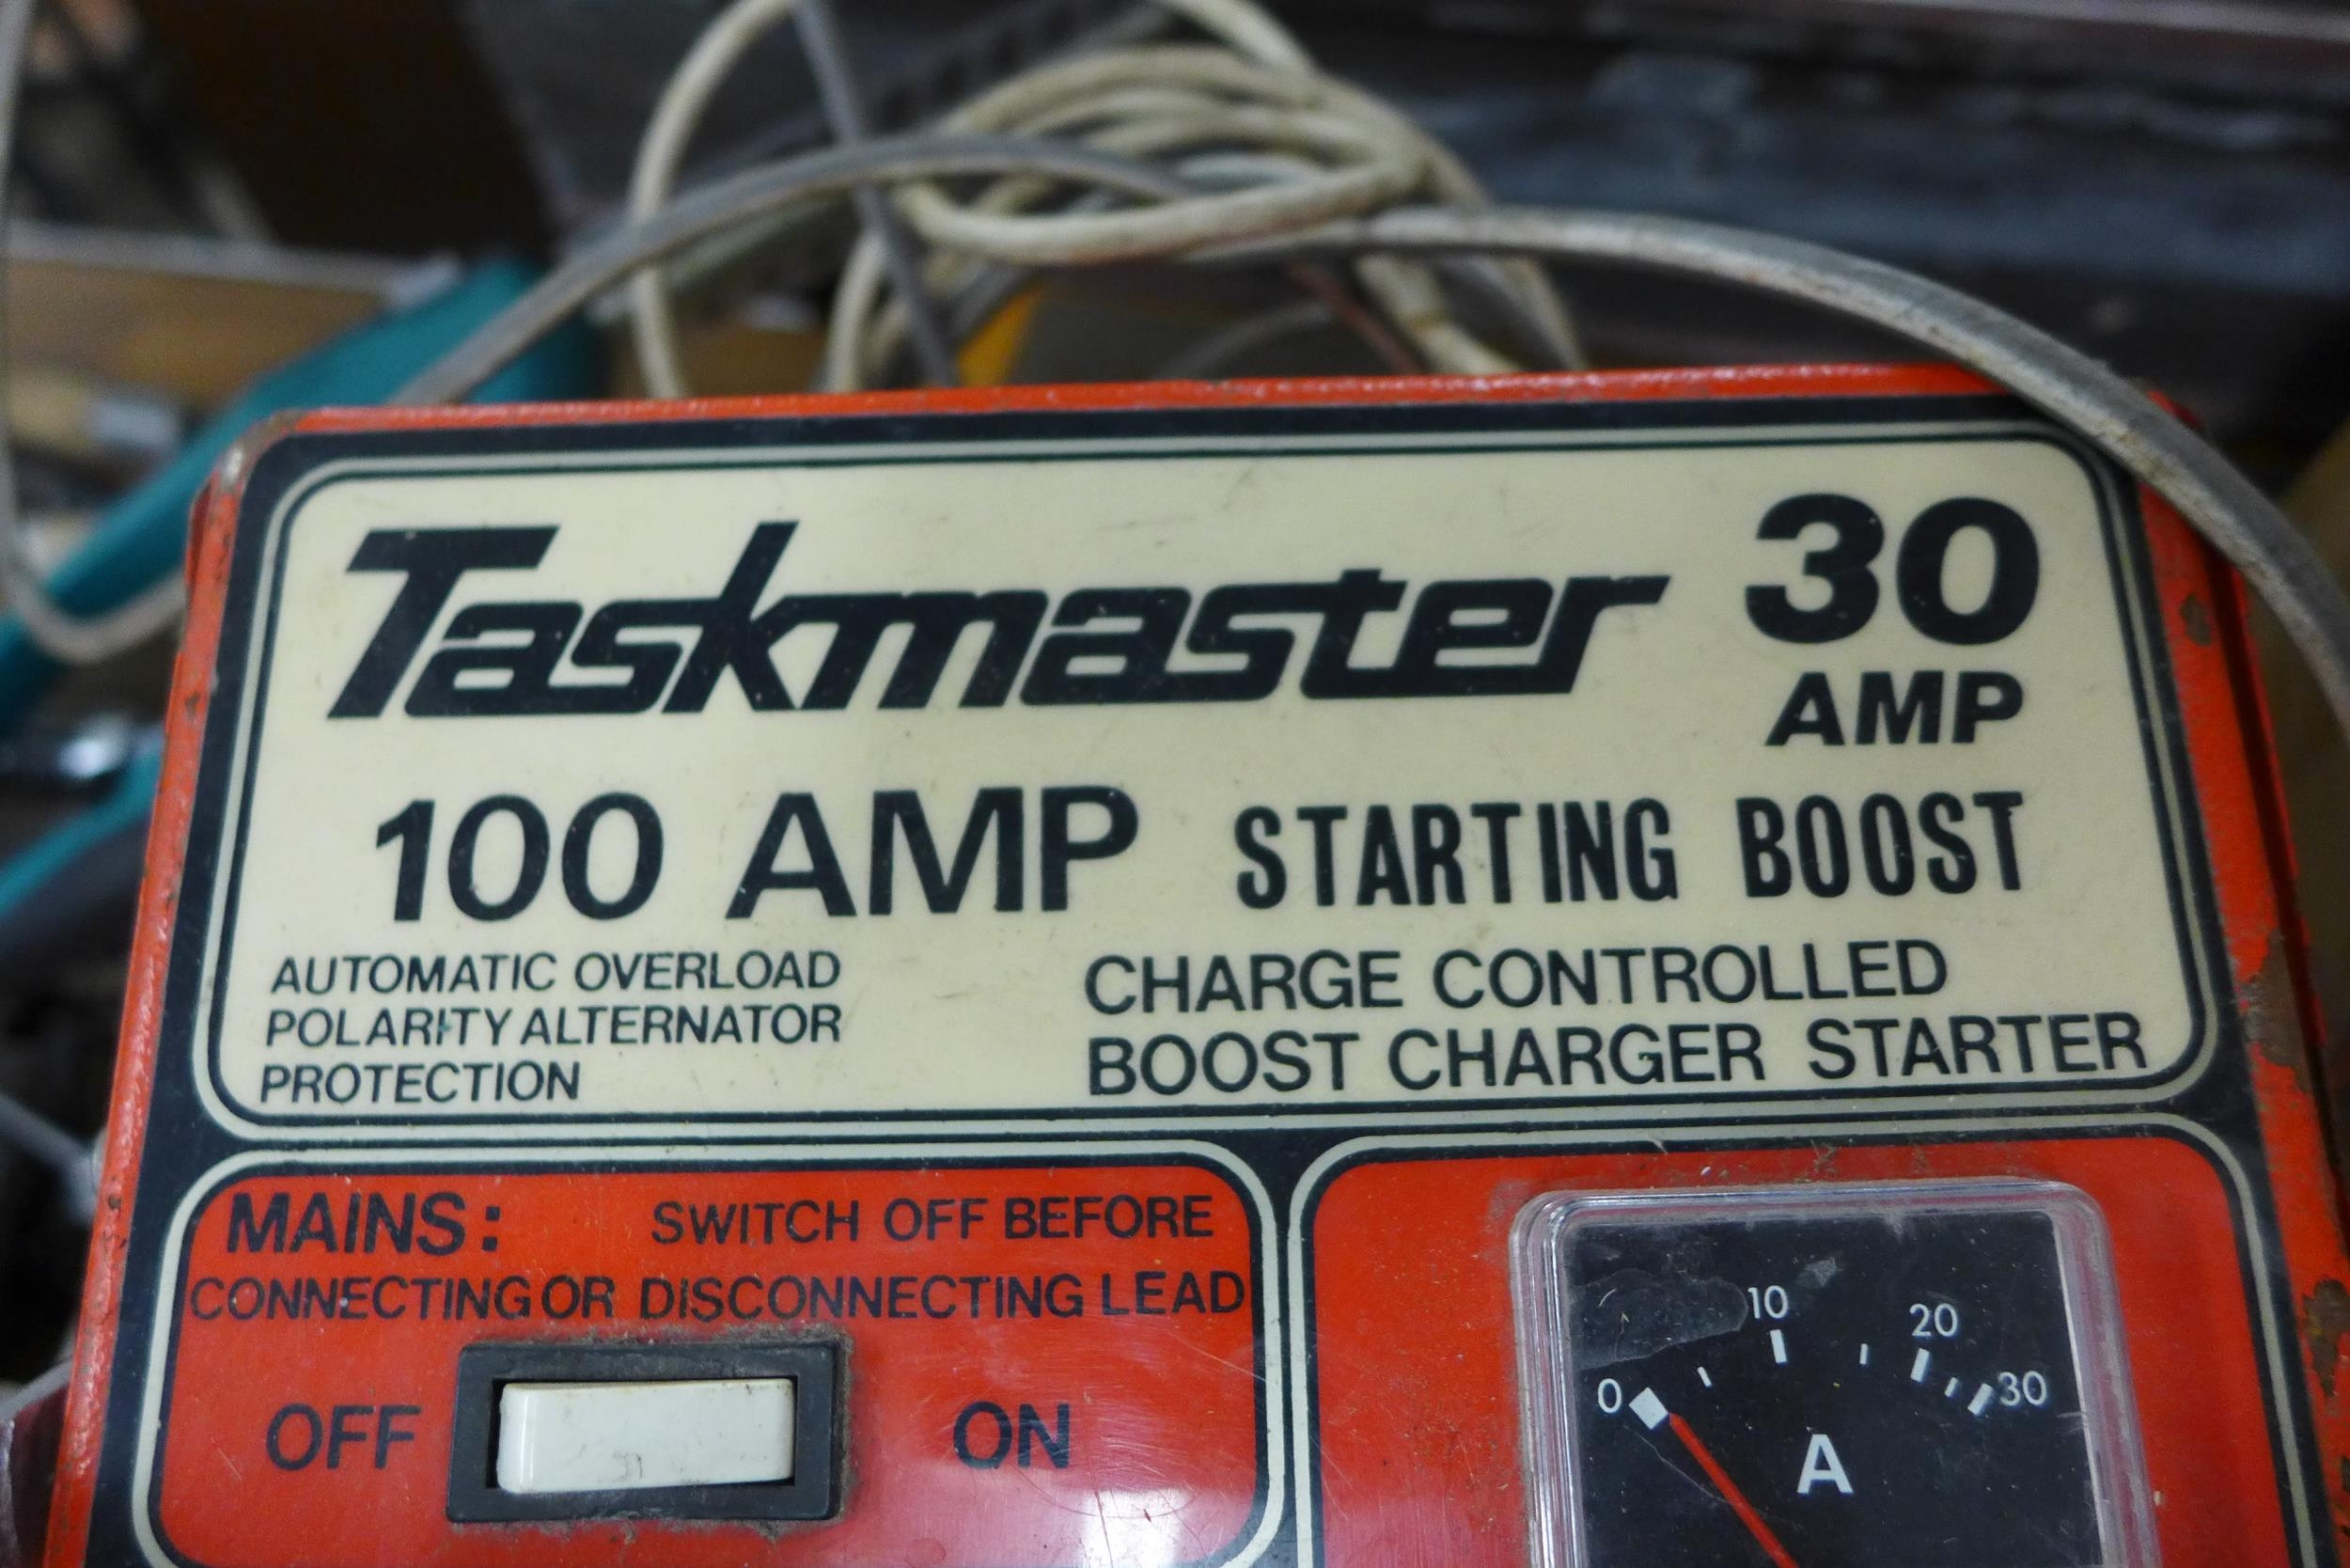 Taskmaster 30
AMP
100 AMP STARTING BOOST
AUTOMATIC OVERLOAD
POLARITY ALTERNATOR
PROTECTION
CHARGE CONTROLLED
BOOST CHARGER STARTER
MAINS: SWITCH OFF BEFORE
CONNECTING OR DISCONNECTING LEAD
OFF ON
0 10 20 30
A